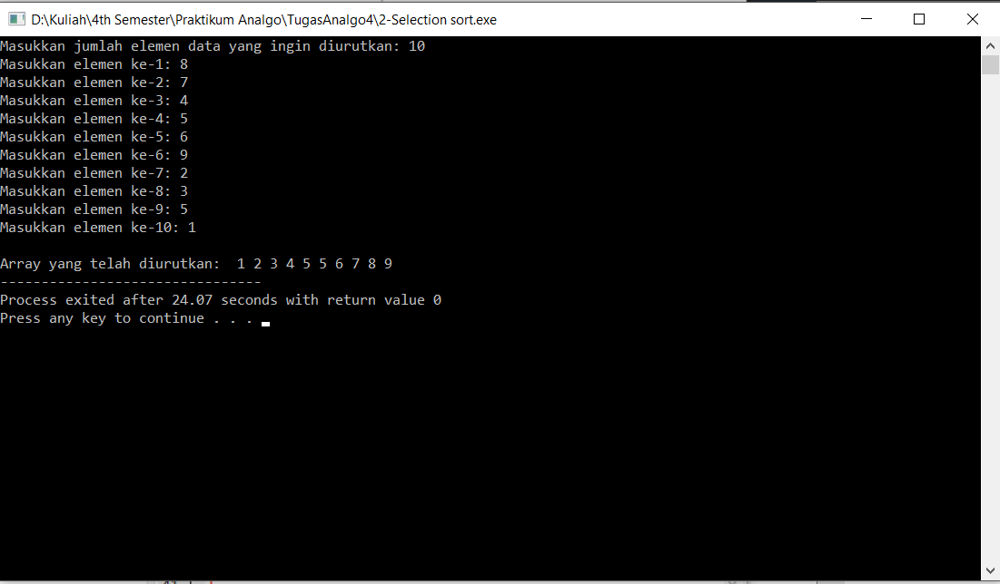 D:\Kuliah\4th Semester\Praktikum Analgo\TugasAnalgo4\2-Selection sort.exe
Masukkan jumlah elemen data yang ingin diurutkan: 10
Masukkan elemen ke-1: 8
Masukkan elemen ke-2: 7
Masukkan elemen ke-3: 4
Masukkan elemen ke-4: 5
Masukkan elemen ke-5: 6
Masukkan elemen ke-6: 9
Masukkan elemen ke-7: 2
Masukkan elemen ke-8: 3
Masukkan elemen ke-9: 5
Masukkan elemen ke-10: 1
Array yang telah diurutkan:  1 2 3 4 5 5 6 7 8 9
--------------------------------
Process exited after 24.07 seconds with return value 0
Press any key to continue . . .